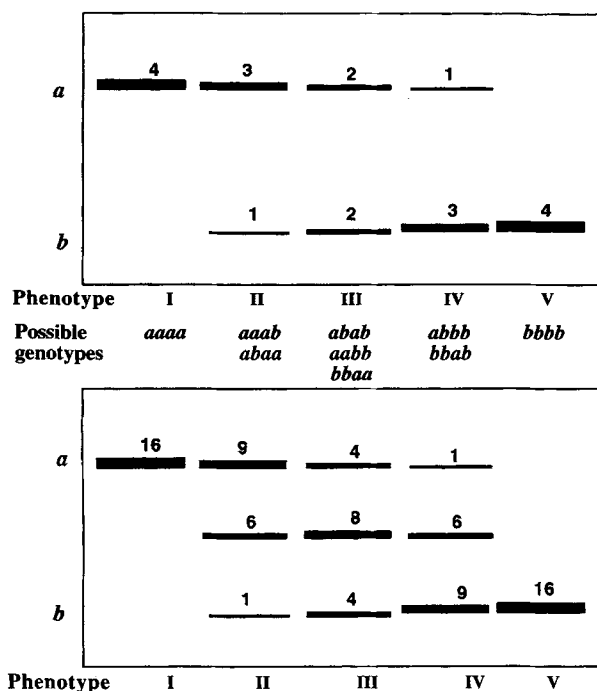 4 3 2 1
a
1 2 3 4
b
Phenotype I II III IV V
Possible aaaa aaab abab abbb bbbb
genotypes abaa aabb bbab
bbaa
16 9 4 1
a
6 8 6
1 4 9 16
b
Phenotype I II III IV V